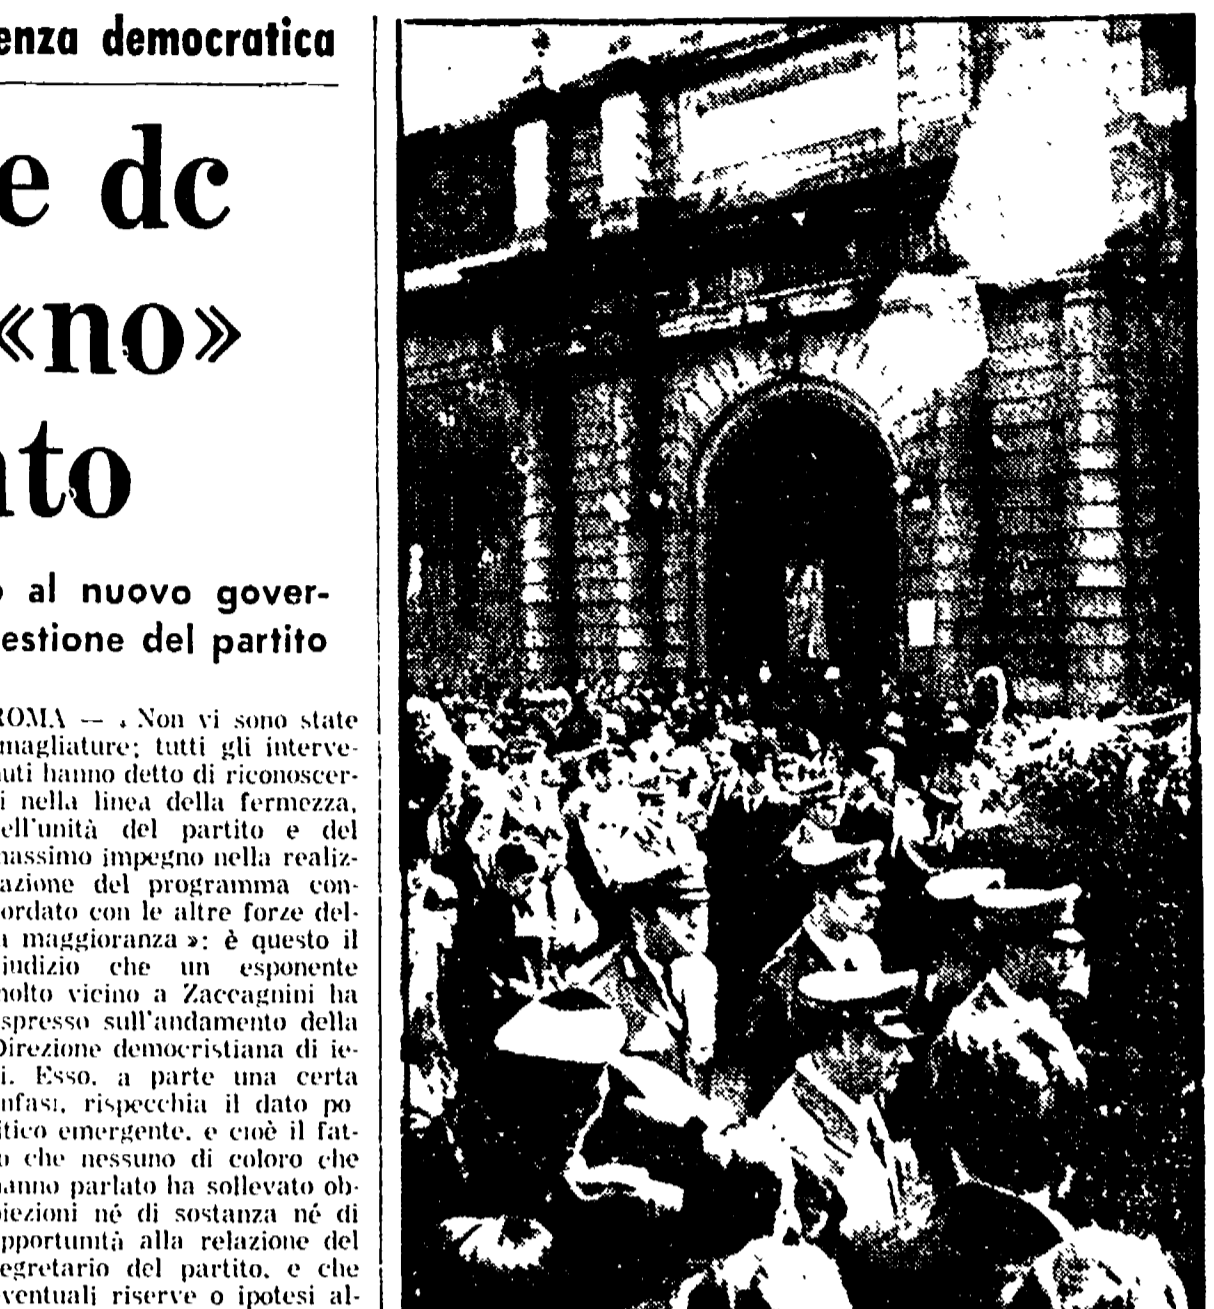 enza democratica
e dc
«no»
nto
o al nuovo gover-
estione del partito
ROMA — « Non vi sono state
magliature; tutti gli interve-
nuti hanno detto di riconoscer-
i nella linea della fermezza,
ell'unità del partito e del
massimo impegno nella realiz-
azione del programma con-
ordato con le altre forze del-
a maggioranza »: è questo il
iudizio che un esponente
molto vicino a Zaccagnini ha
spresso sull'andamento della
Direzione democristiana di ie-
i. Esso, a parte una certa
nfasi, rispecchia il dato po
itico emergente, e cioè il fat-
o che nessuno di coloro che
hanno parlato ha sollevato ob-
biezioni né di sostanza né di
opportunità alla relazione del
segretario del partito, e che
eventuali riserve o ipotesi al-